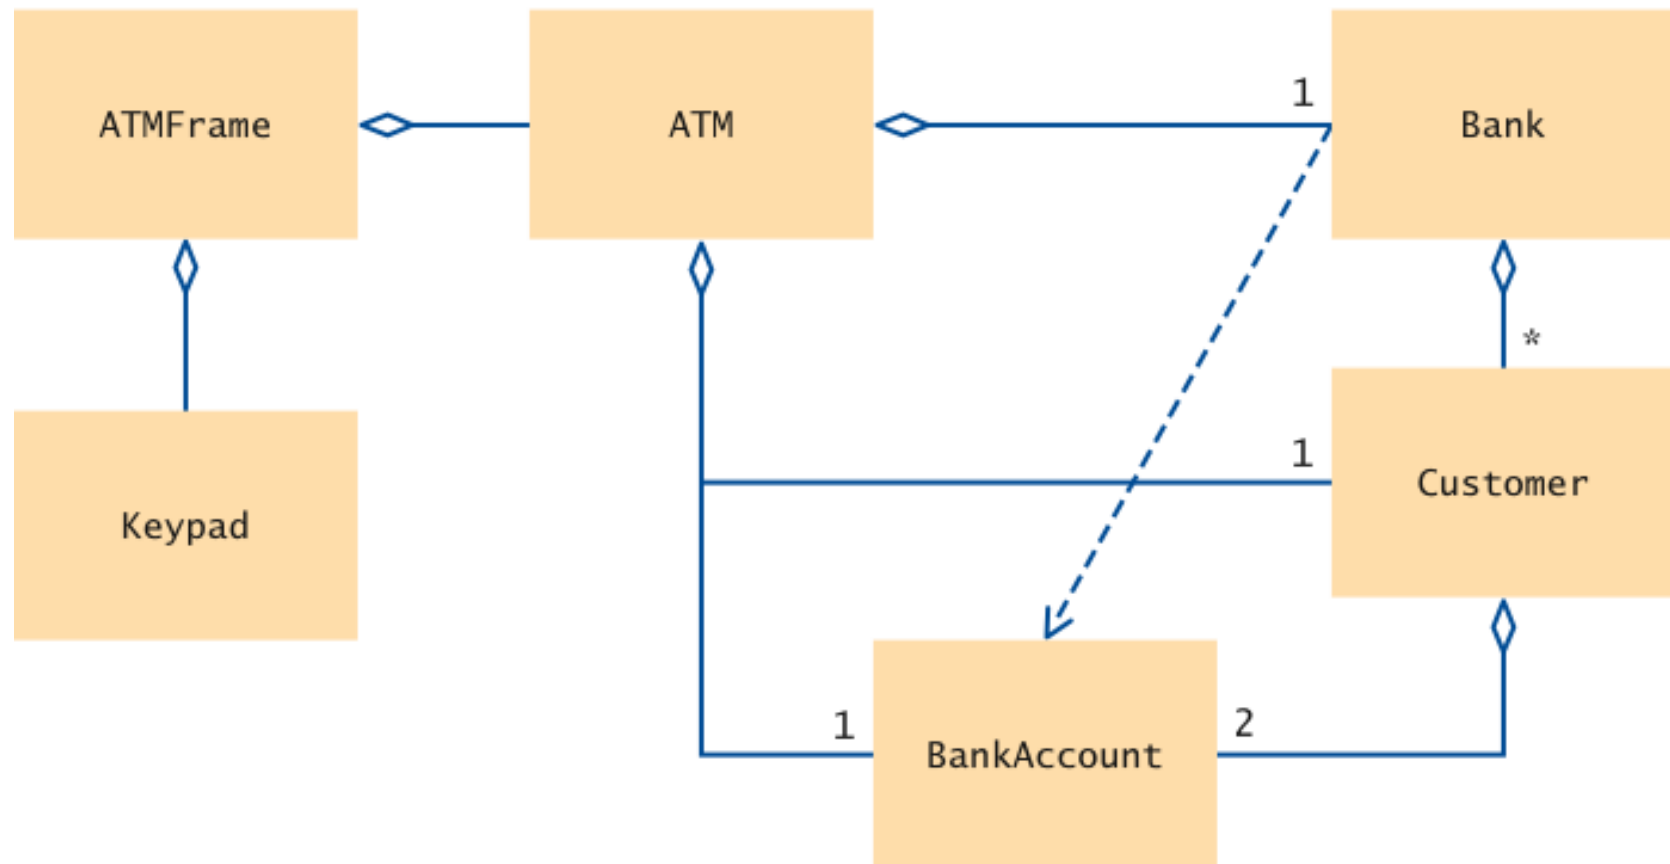 ATMFrame
ATM
1
Bank
*
1
Customer
Keypad
1
2
BankAccount